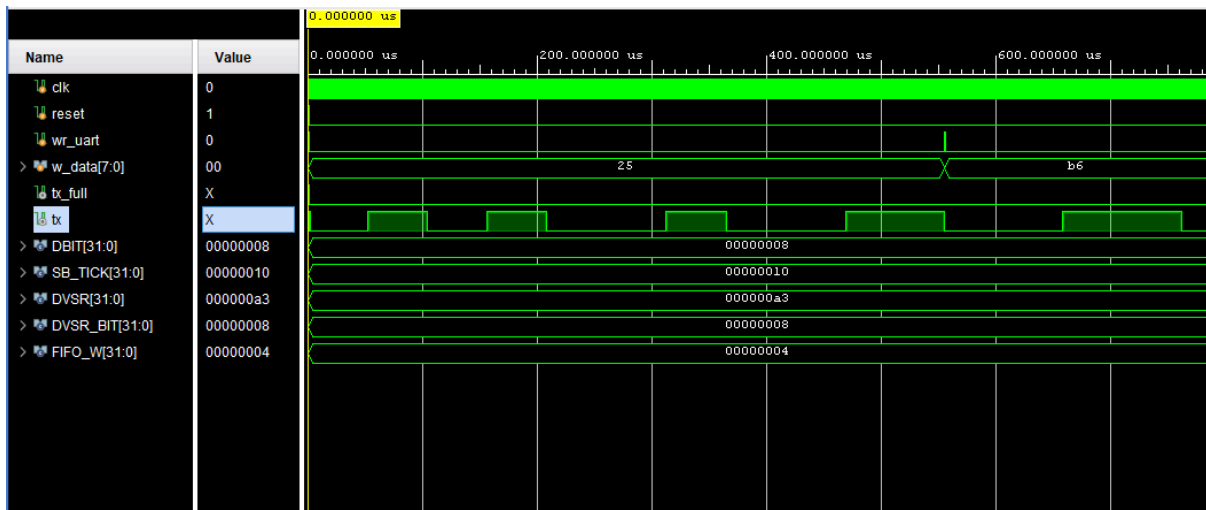 0.000000 us
Name Value
0.000000 us 200.000000 us 400.000000 us 600.000000 us
clk 0
reset 1
wr_uart 0
w_data[7:0] 00 25 b6
tx_full X
tx X
DBIT[31:0] 00000008 00000008
SB_TICK[31:0] 00000010 00000010
DVSR[31:0] 000000a3 000000a3
DVSR_BIT[31:0] 00000008 00000008
FIFO_W[31:0] 00000004 00000004